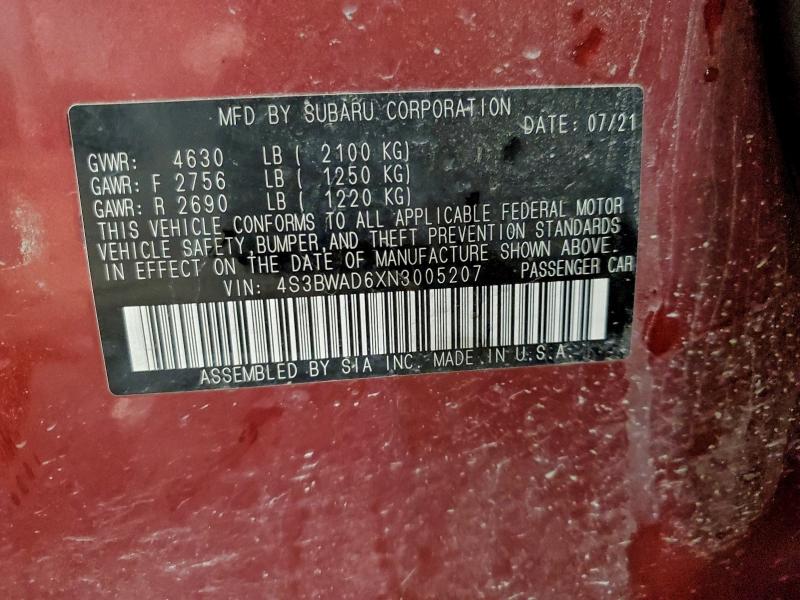 MFD BY SUBARU CORPORATION
DATE: 07/21
GVWR: 4630 LB ( 2100 KG)
GAWR: F 2756 LB ( 1250 KG)
GAWR: R 2690 LB ( 1220 KG)
THIS VEHICLE CONFORMS TO ALL APPLICABLE FEDERAL MOTOR
VEHICLE SAFETY, BUMPER, AND THEFT PREVENTION STANDARDS
IN EFFECT ON THE DATE OF MANUFACTURE SHOWN ABOVE.
VIN: 4S3BWAD6XN3005207 PASSENGER CAR
ASSEMBLED BY SIA INC. MADE IN U.S.A